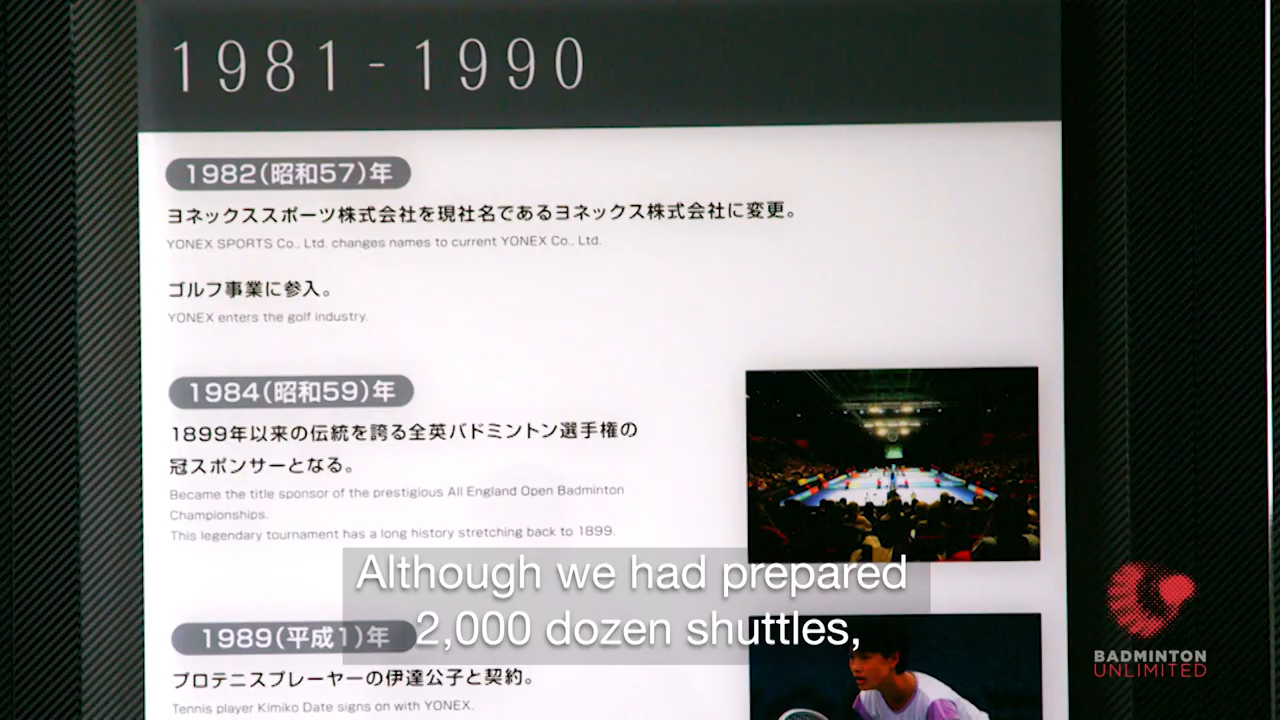 1981 - 1990
1982(昭和57)年
ヨネックススポーツ株式会社を現社名であるヨネックス株式会社に変更。
YONEX SPORTS Co., Ltd. changes names to current YONEX Co., Ltd.
ゴルフ事業に参入。
YONEX enters the golf industry.
1984(昭和59)年
1899年以来の伝統を誇る全英バドミントン選手権の
冠スポンサーとなる。
Became the title sponsor of the prestigious All England Open Badminton
Championships.
This legendary tournament has a long history stretching back to 1899.
Although we had prepared
2,000 dozen shuttles,
1989(平成1)年
プロテニスプレーヤーの伊達公子と契約。
Tennis player Kimiko Date signs on with YONEX.
BADMINTON
UNLIMITED